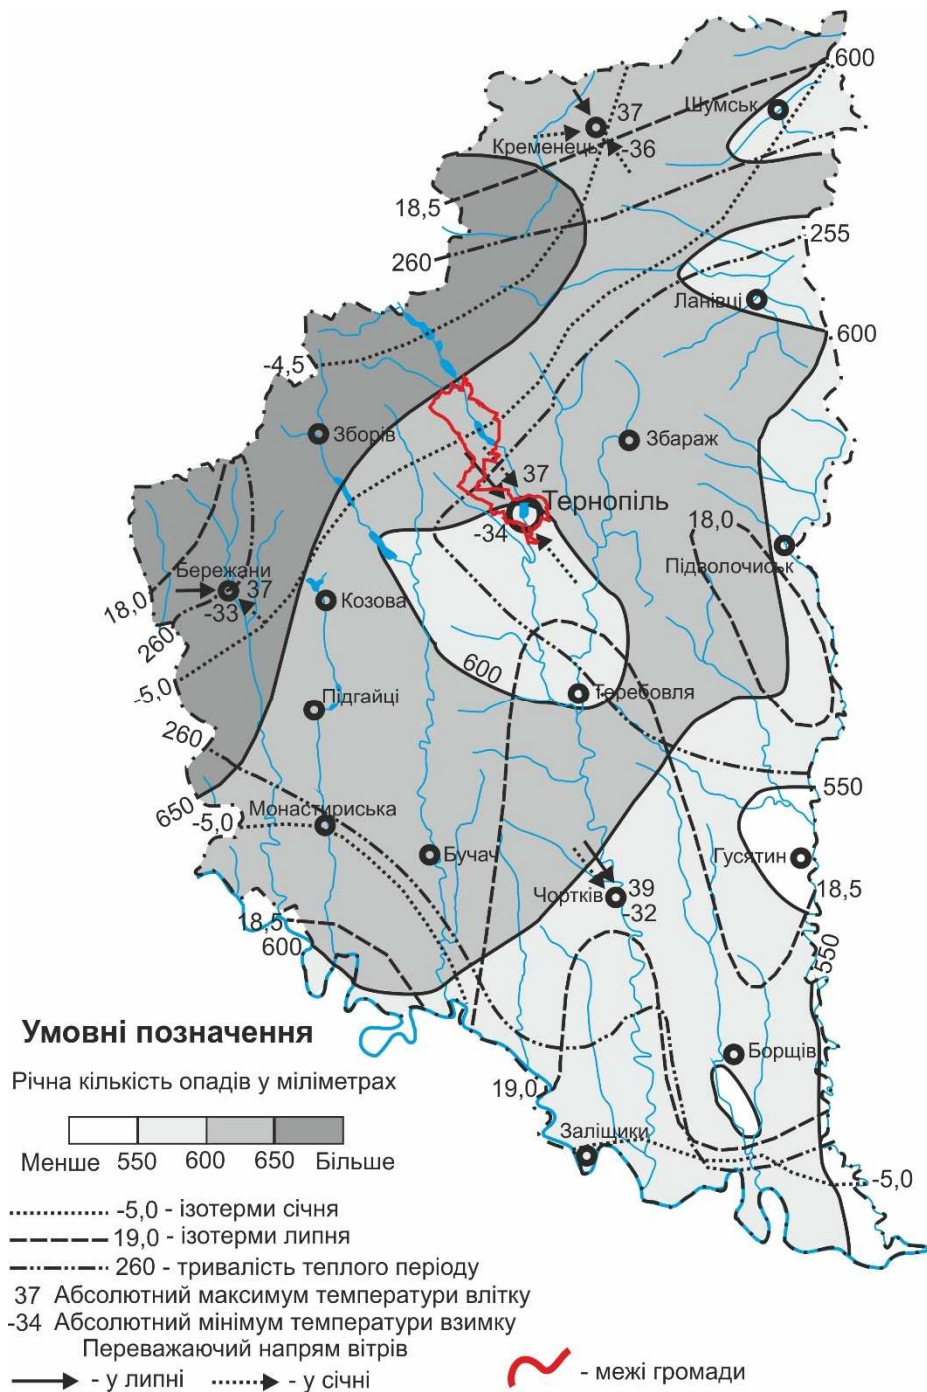 600
Шумськ
37
Кременець
-36
18,5
260
255
Ланівці
600
-4,5
Зборів
Збараж
37
Тернопіль
-34
18,0
Підволочиськ
Бережани
37
-33
18,0
260
-5,0
Козова
600
Теребовля
Підгайці
260
650
-5,0
Монастириська
550
Бучач
Гусятин
Чортків
39
-32
18,5
18,5
600
550
Борщів
19,0
Заліщики
-5,0
Умовні позначення
Річна кількість опадів у міліметрах
Менше 550 600 650 Більше
-5,0 - ізотерми січня
19,0 - ізотерми липня
260 - тривалість теплого періоду
37 Абсолютний максимум температури влітку
-34 Абсолютний мінімум температури взимку
Переважаючий напрям вітрів
- у липні - у січні - межі громади